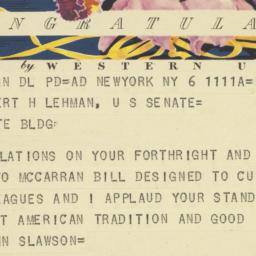 NGRATULA
by WESTERN U
N DL PD=AD NEWYORK NY 6 1111A=
ERT H LEHMAN, U S SENATE=
TE BLDG
LATIONS ON YOUR FORTHRIGHT AND
O MCCARRAN BILL DESIGNED TO CU
EAGUES AND I APPLAUD YOUR STAND
T AMERICAN TRADITION AND GOOD
N SLAWSON=